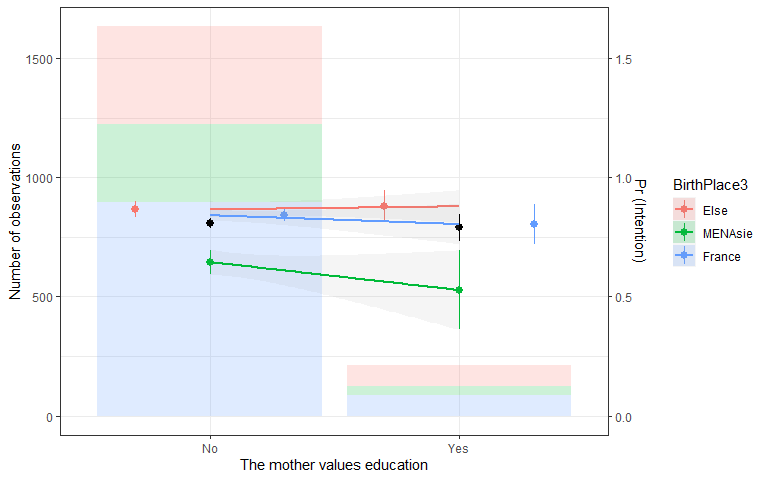 1500
1000
500
0
Number of observations
1.5
1.0
0.5
0.0
Pr (Intention)
No
Yes
The mother values education
BirthPlace3
Else
MENAsie
France